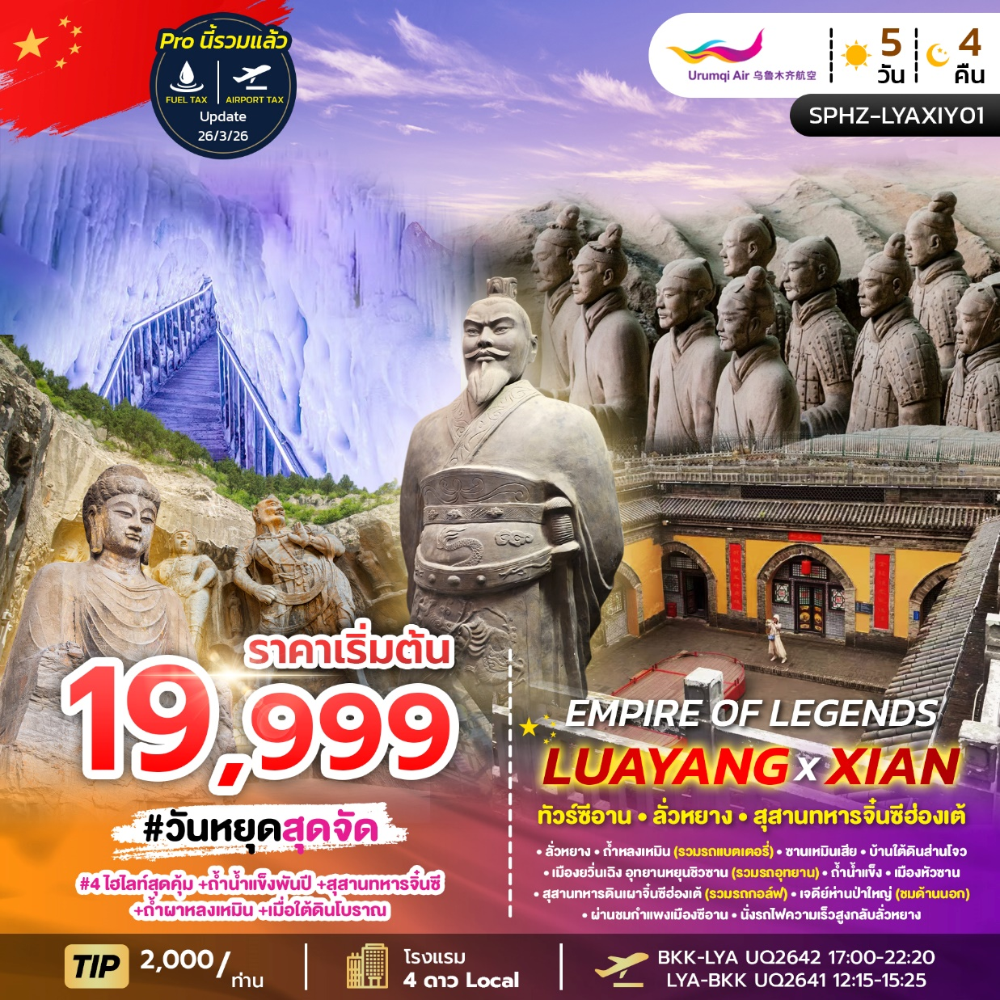 Pro นี้รวมแล้ว
FUEL TAX
AIRPORT TAX
Update
26/3/26
Urumqi Air 乌鲁木齐航空
5 วัน
4 คืน
SPHZ-LYAXIY01
ราคาเริ่มต้น
19,999
#วันหยุดสุดจัด
#4 ไฮไลท์สุดคุ้ม +ถ้ำน้ำแข็งพันปี +สุสานทหารจิ๋นซี
+ถ้ำผาหลงเหมิน +เมื่อใต้ดินโบราณ
EMPIRE OF LEGENDS
LUAYANG x XIAN
ทัวร์ซีอาน • ลั่วหยาง • สุสานทหารจิ๋นซีฮ่องเต้
• ลั่วหยาง • ถ้ำหลงเหมิน (รวมรถแบตเตอรี่) • ซานเหมินเสีย • บ้านใต้ดินส่านโจว
• เมืองยวิ่นเฉิง อุทยานหยุนชิวซาน (รวมรถอุทยาน) • ถ้ำน้ำแข็ง • เมืองหัวซาน
• สุสานทหารดินเผาจิ๋นซีฮ่องเต้ (รวมรถกอล์ฟ) • เจดีย์ห่านป่าใหญ่ (ชมด้านนอก)
• ผ่านชมกำแพงเมืองซีอาน • นั่งรถไฟความเร็วสูงกลับลั่วหยาง
TIP 2,000/ท่าน
โรงแรม
4 ดาว Local
BKK-LYA UQ2642 17:00-22:20
LYA-BKK UQ2641 12:15-15:25